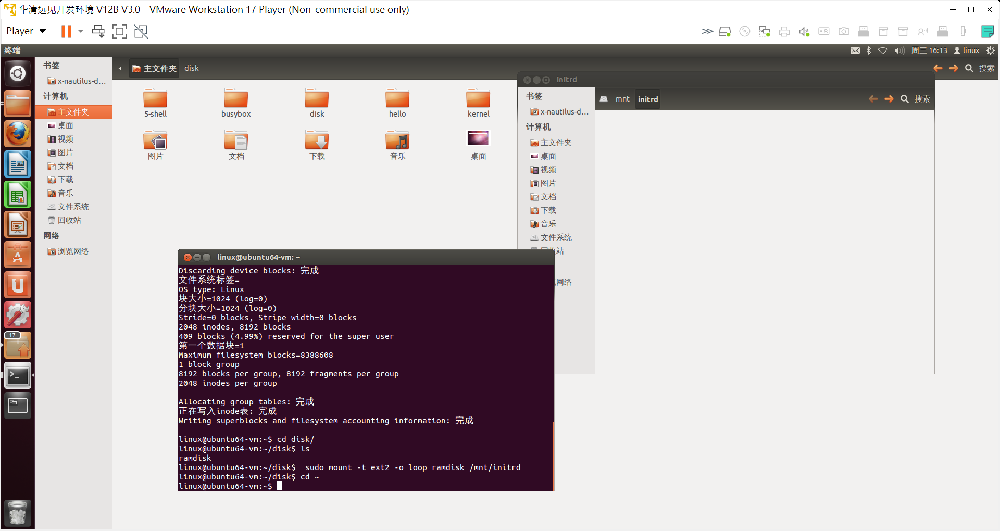 华清远见开发环境 V12B V3.0 - VMware Workstation 17 Player (Non-commercial use only)
Player
终端
周三 16:13
linux
书签
x-nautilus-d...
计算机
主文件夹
桌面
视频
图片
文档
下载
音乐
文件系统
回收站
网络
浏览网络
主文件夹
disk
搜索
5-shell
busybox
disk
hello
kernel
图片
文档
下载
音乐
桌面
17
initrd
书签
x-nautilus-d...
计算机
主文件夹
桌面
视频
图片
文档
下载
音乐
文件系统
站
网络
mnt
initrd
搜索
linux@ubuntu64-vm: ~
Discarding device blocks: 完成
文件系统标签=
OS type: Linux
块大小=1024 (log=0)
分块大小=1024 (log=0)
Stride=0 blocks, Stripe width=0 blocks
2048 inodes, 8192 blocks
409 blocks (4.99%) reserved for the super user
第一个数据块=1
Maximum filesystem blocks=8388608
1 block group
8192 blocks per group, 8192 fragments per group
2048 inodes per group
Allocating group tables: 完成
正在写入inode表: 完成
Writing superblocks and filesystem accounting information: 完成
linux@ubuntu64-vm:~$ cd disk/
linux@ubuntu64-vm:~/disk$ ls
ramdisk
linux@ubuntu64-vm:~/disk$  sudo mount -t ext2 -o loop ramdisk /mnt/initrd
linux@ubuntu64-vm:~/disk$ cd ~
linux@ubuntu64-vm:~$